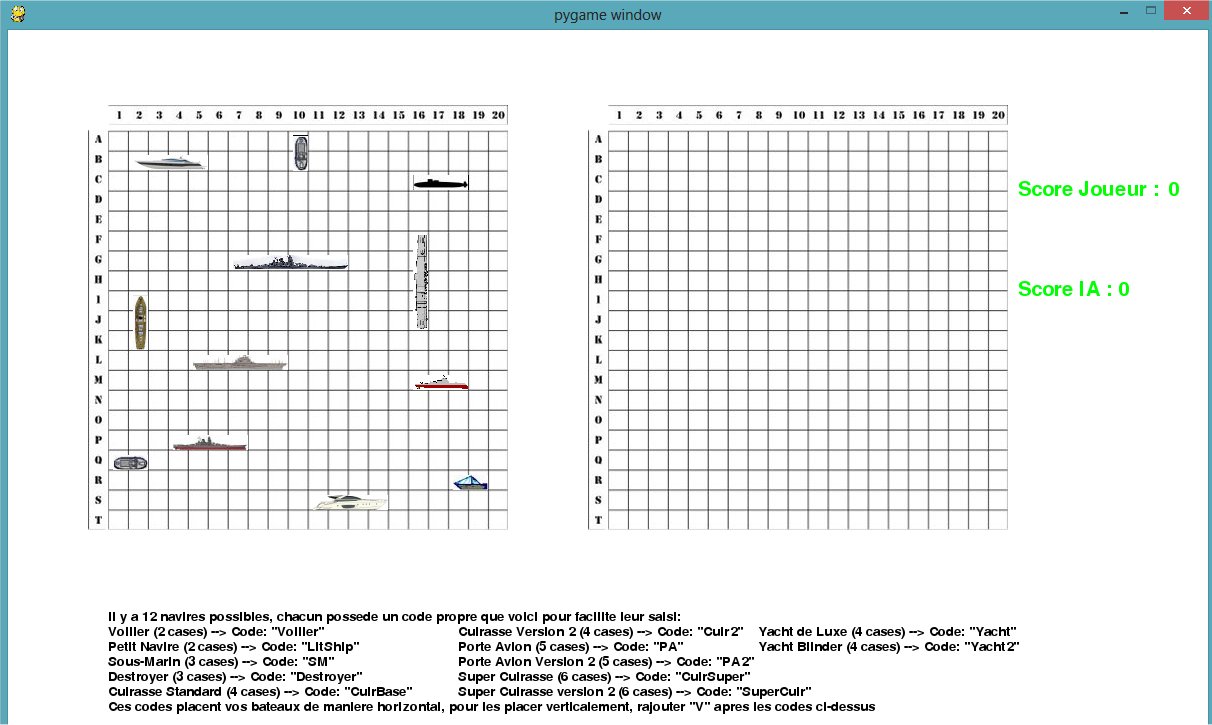 pygame window
1 2 3 4 5 6 7 8 9 10 11 12 13 14 15 16 17 18 19 20
A
B
C
D
E
F
G
H
I
J
K
L
M
N
O
P
Q
R
S
T
1 2 3 4 5 6 7 8 9 10 11 12 13 14 15 16 17 18 19 20
A
B
C
D
E
F
G
H
I
J
K
L
M
N
O
P
Q
R
S
T
Score Joueur : 0
Score IA : 0
Il y a 12 navires possibles, chacun possede un code propre que voici pour facilite leur saisi:
Voilier (2 cases) --> Code: "Voilier"
Petit Navire (2 cases) --> Code: "LitShip"
Sous-Marin (3 cases) --> Code: "SM"
Destroyer (3 cases) --> Code: "Destroyer"
Cuirasse Standard (4 cases) --> Code: "CuirBase"
Cuirasse Version 2 (4 cases) --> Code: "Cuir2"
Porte Avion (5 cases) --> Code: "PA"
Porte Avion Version 2 (5 cases) --> Code: "PA2"
Super Cuirasse (6 cases) --> Code: "CuirSuper"
Super Cuirasse version 2 (6 cases) --> Code: "SuperCuir"
Yacht de Luxe (4 cases) --> Code: "Yacht"
Yacht Blinder (4 cases) --> Code: "Yacht2"
Ces codes placent vos bateaux de maniere horizontal, pour les placer verticalement, rajouter "V" apres les codes ci-dessus